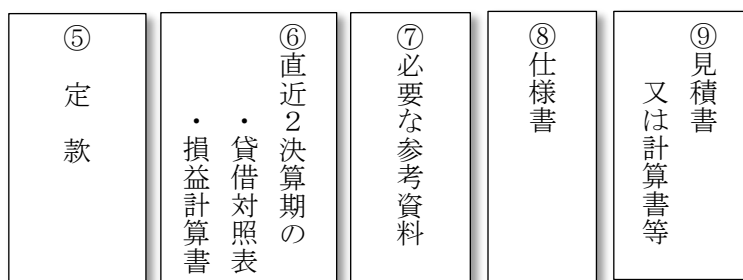 ⑤ 定 款
⑥直近2決算期の
・貸借対照表
・損益計算書
⑦必要な参考資料
⑧仕様書
⑨見積書
又は計算書等